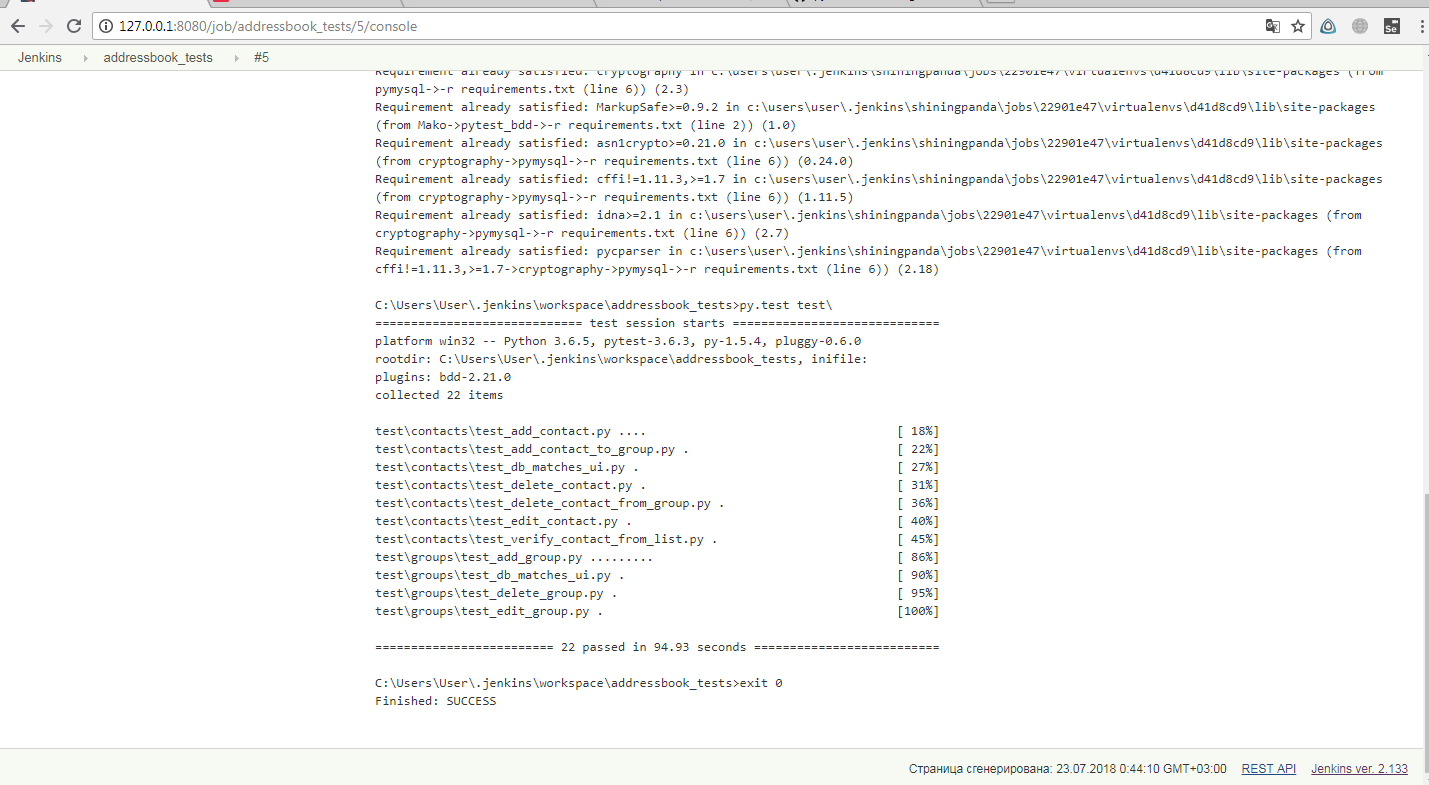 127.0.0.1:8080/job/addressbook_tests/5/console
Se
Jenkins addressbook_tests #5
Requirement already satisfied: cryptography in c:\users\user\.jenkins\shiningpanda\jobs\22901e47\virtualenvs\d41d8cd9\lib\site-packages (from
pymysql->-r requirements.txt (line 6)) (2.3)
Requirement already satisfied: MarkupSafe>=0.9.2 in c:\users\user\.jenkins\shiningpanda\jobs\22901e47\virtualenvs\d41d8cd9\lib\site-packages
(from Mako->pytest_bdd->-r requirements.txt (line 2)) (1.0)
Requirement already satisfied: asn1crypto>=0.21.0 in c:\users\user\.jenkins\shiningpanda\jobs\22901e47\virtualenvs\d41d8cd9\lib\site-packages
(from cryptography->pymysql->-r requirements.txt (line 6)) (0.24.0)
Requirement already satisfied: cffi!=1.11.3,>=1.7 in c:\users\user\.jenkins\shiningpanda\jobs\22901e47\virtualenvs\d41d8cd9\lib\site-packages
(from cryptography->pymysql->-r requirements.txt (line 6)) (1.11.5)
Requirement already satisfied: idna>=2.1 in c:\users\user\.jenkins\shiningpanda\jobs\22901e47\virtualenvs\d41d8cd9\lib\site-packages (from
cryptography->pymysql->-r requirements.txt (line 6)) (2.7)
Requirement already satisfied: pycparser in c:\users\user\.jenkins\shiningpanda\jobs\22901e47\virtualenvs\d41d8cd9\lib\site-packages (from
cffi!=1.11.3,>=1.7->cryptography->pymysql->-r requirements.txt (line 6)) (2.18)
C:\Users\User\.jenkins\workspace\addressbook_tests>py.test test\
============================= test session starts =============================
platform win32 -- Python 3.6.5, pytest-3.6.3, py-1.5.4, pluggy-0.6.0
rootdir: C:\Users\User\.jenkins\workspace\addressbook_tests, inifile:
plugins: bdd-2.21.0
collected 22 items
test\contacts\test_add_contact.py .... [ 18%]
test\contacts\test_add_contact_to_group.py . [ 22%]
test\contacts\test_db_matches_ui.py . [ 27%]
test\contacts\test_delete_contact.py . [ 31%]
test\contacts\test_delete_contact_from_group.py . [ 36%]
test\contacts\test_edit_contact.py . [ 40%]
test\contacts\test_verify_contact_from_list.py . [ 45%]
test\groups\test_add_group.py ......... [ 86%]
test\groups\test_db_matches_ui.py . [ 90%]
test\groups\test_delete_group.py . [ 95%]
test\groups\test_edit_group.py . [100%]
========================= 22 passed in 94.93 seconds ==========================
C:\Users\User\.jenkins\workspace\addressbook_tests>exit 0
Finished: SUCCESS
Страница сгенерирована: 23.07.2018 0:44:10 GMT+03:00 REST API Jenkins ver. 2.133